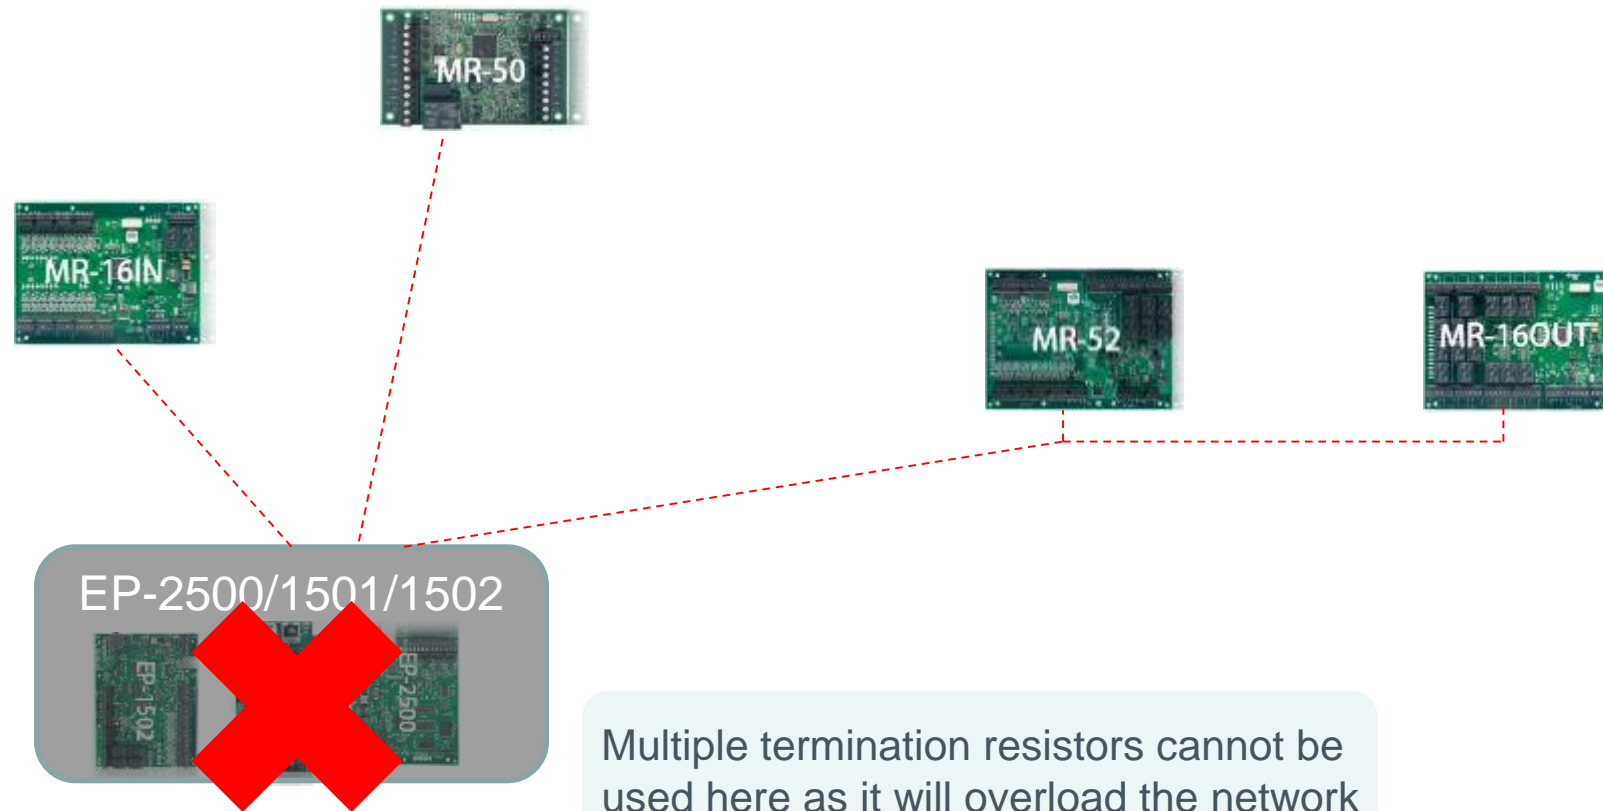 MR-50
MR-16IN
MR-52
MR-16OUT
EP-2500/1501/1502
EP-1502
EP-2500
Multiple termination resistors cannot be
used here as it will overload the network